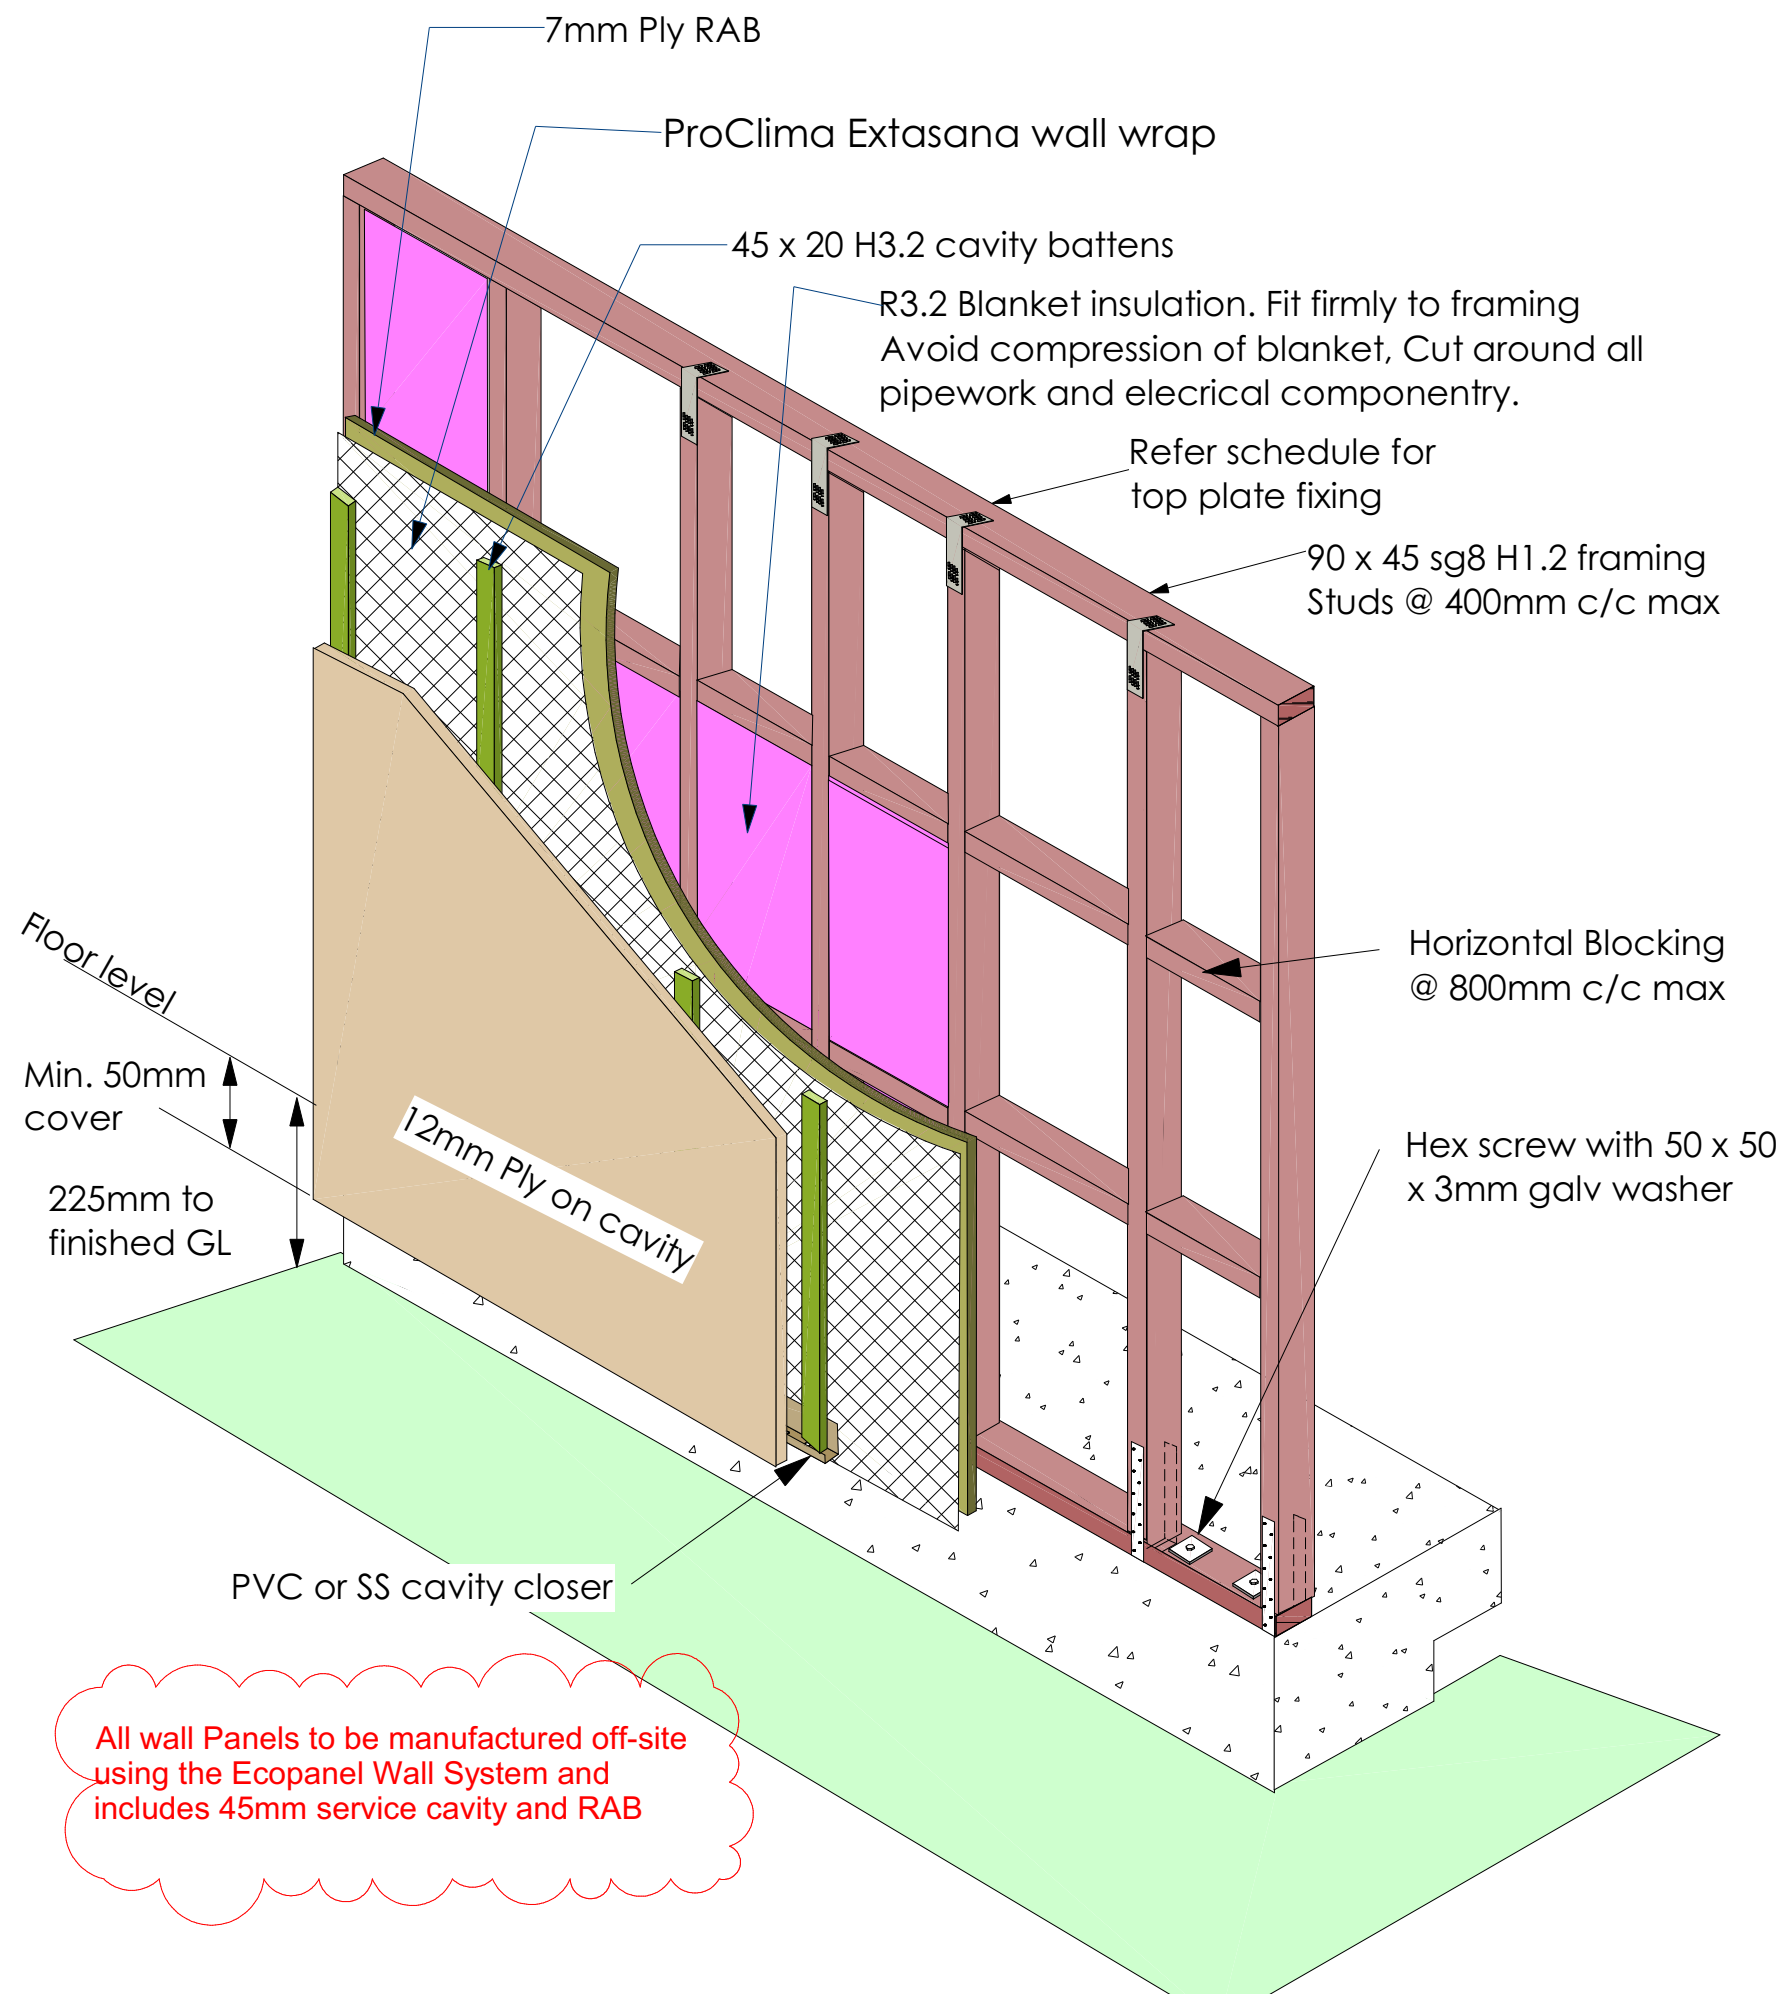 7mm Ply RAB
ProClima Extasana wall wrap
45 x 20 H3.2 cavity battens
R3.2 Blanket insulation. Fit firmly to framing
Avoid compression of blanket, Cut around all
pipework and elecrical componentry.
Refer schedule for
top plate fixing
90 x 45 sg8 H1.2 framing
Studs @ 400mm c/c max
Floor level
Horizontal Blocking
@ 800mm c/c max
Min. 50mm
cover
12mm Ply on cavity
Hex screw with 50 x 50
x 3mm galv washer
225mm to
finished GL
PVC or SS cavity closer
All wall Panels to be manufactured off-site
using the Ecopanel Wall System and
includes 45mm service cavity and RAB